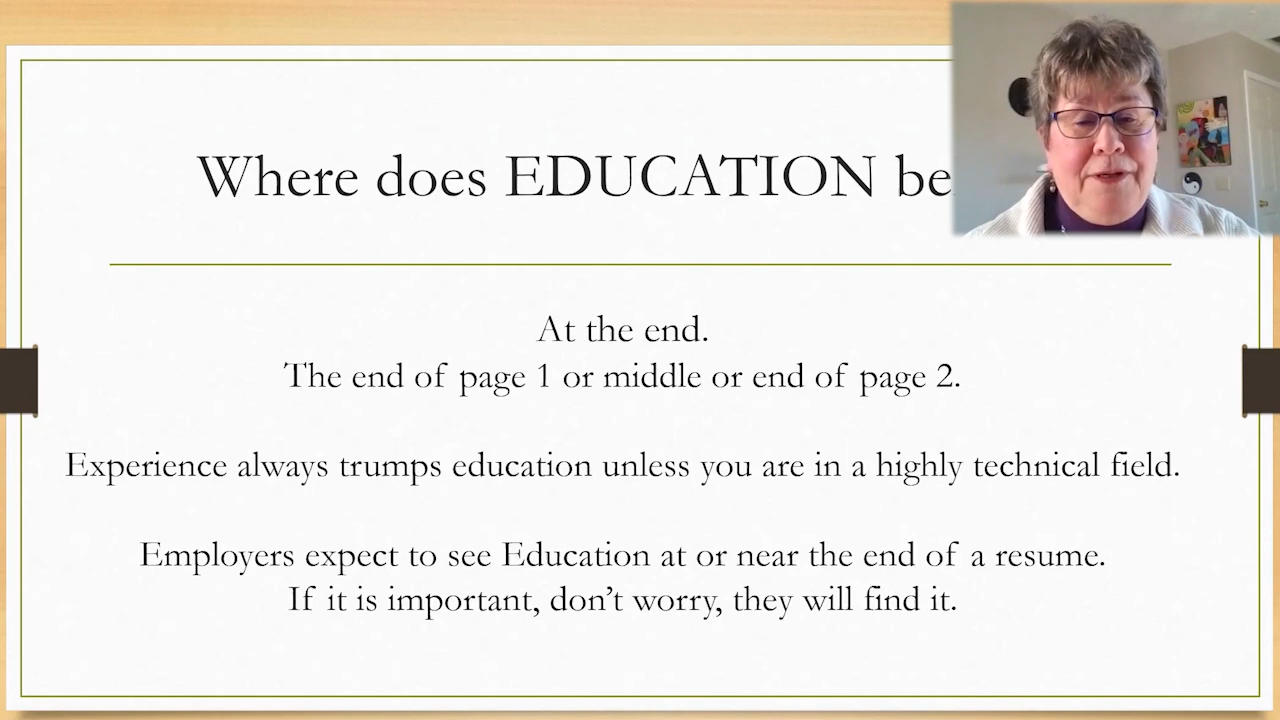 Where does EDUCATION
At the end.
The end of page 1 or middle or end of page 2.
Experience always trumps education unless you are in a highly technical field.
Employers expect to see Education at or near the end of a resume.
If it is important, don’t worry, they will find it.